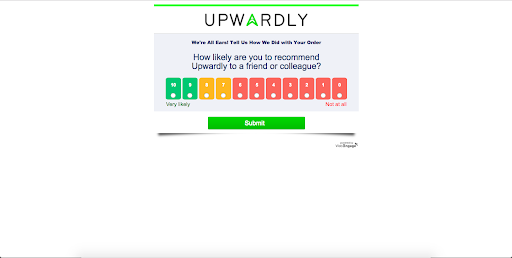 UPWARDLY
We're All Ears! Tell Us How We Did with Your Order
How likely are you to recommend
Upwardly to a friend or colleague?
10 9 8 7 6 5 4 3 2 1 0
Very likely Not at all
Submit